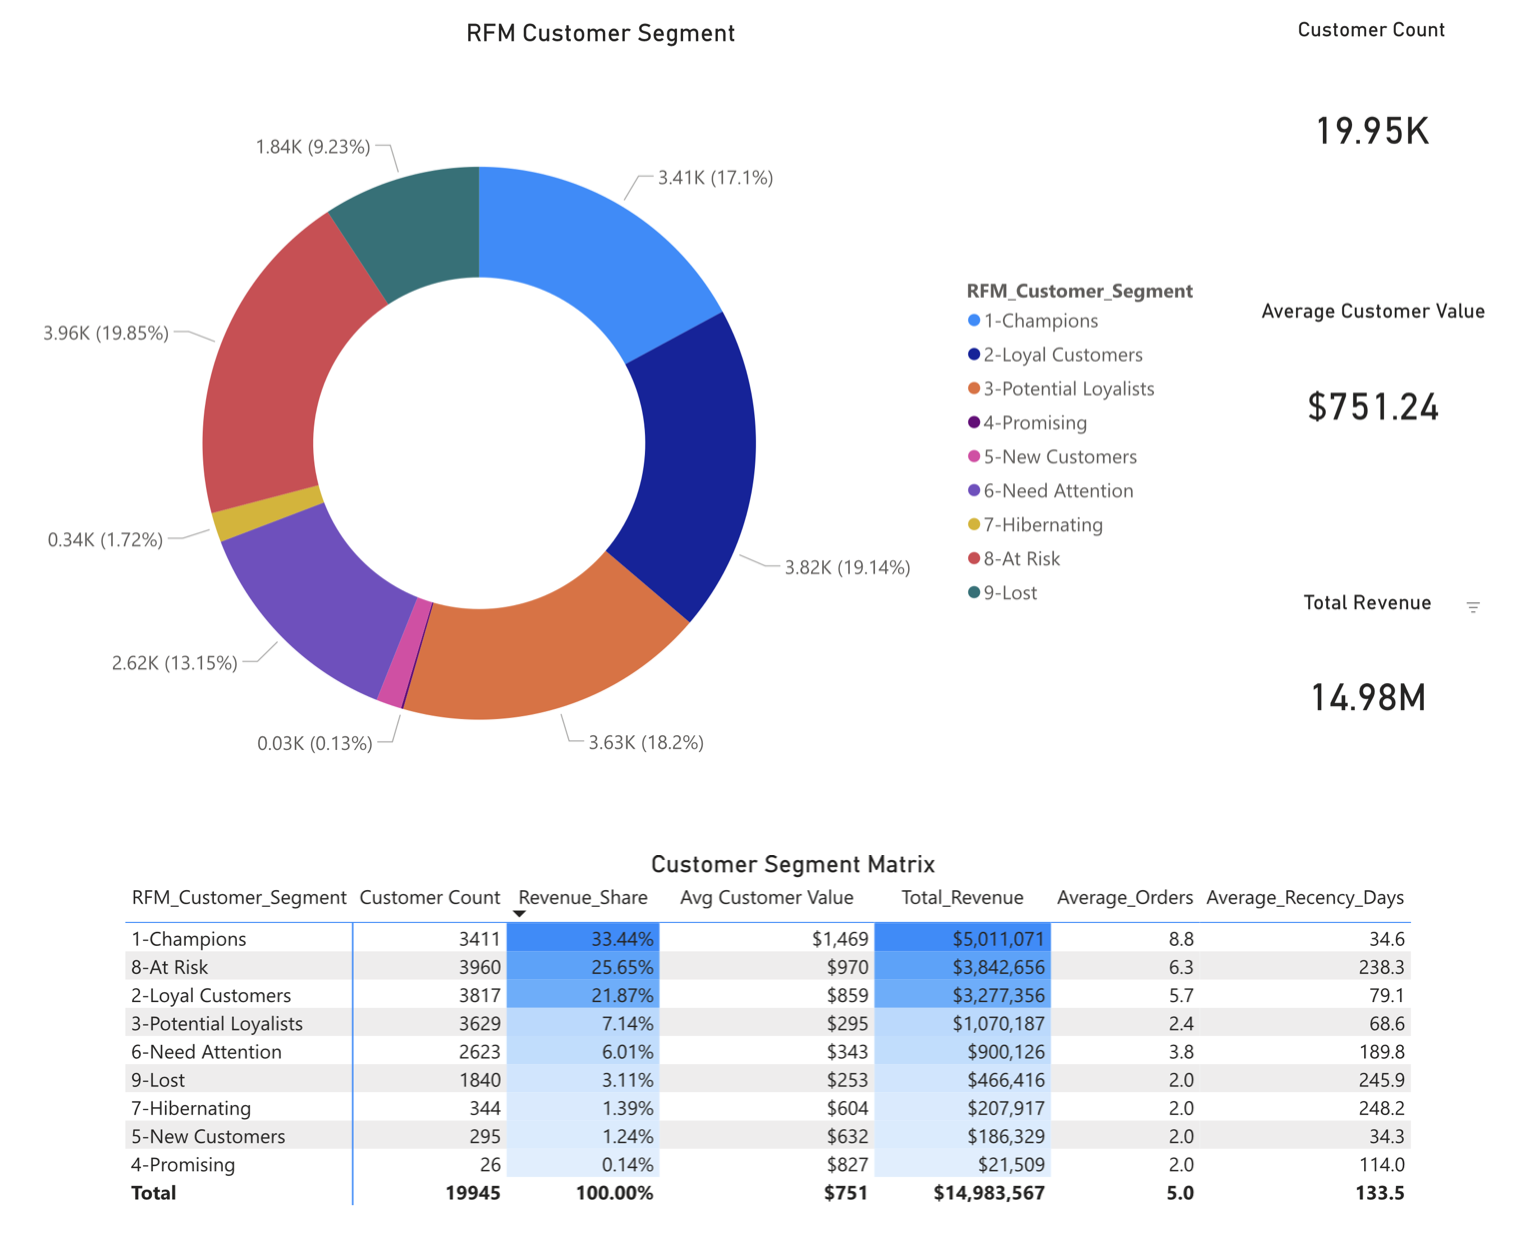 RFM Customer Segment
Customer Count
19.95K
1.84K (9.23%)
3.41K (17.1%)
3.96K (19.85%)
0.34K (1.72%)
3.82K (19.14%)
2.62K (13.15%)
0.03K (0.13%)
3.63K (18.2%)
RFM_Customer_Segment
1-Champions
2-Loyal Customers
3-Potential Loyalists
4-Promising
5-New Customers
6-Need Attention
7-Hibernating
8-At Risk
9-Lost
Average Customer Value
$751.24
Total Revenue
14.98M
Customer Segment Matrix
RFM_Customer_Segment Customer Count Revenue_Share Avg Customer Value Total_Revenue Average_Orders Average_Recency_Days
1-Champions 3411 33.44% $1,469 $5,011,071 8.8 34.6
8-At Risk 3960 25.65% $970 $3,842,656 6.3 238.3
2-Loyal Customers 3817 21.87% $859 $3,277,356 5.7 79.1
3-Potential Loyalists 3629 7.14% $295 $1,070,187 2.4 68.6
6-Need Attention 2623 6.01% $343 $900,126 3.8 189.8
9-Lost 1840 3.11% $253 $466,416 2.0 245.9
7-Hibernating 344 1.39% $604 $207,917 2.0 248.2
5-New Customers 295 1.24% $632 $186,329 2.0 34.3
4-Promising 26 0.14% $827 $21,509 2.0 114.0
Total 19945 100.00% $751 $14,983,567 5.0 133.5